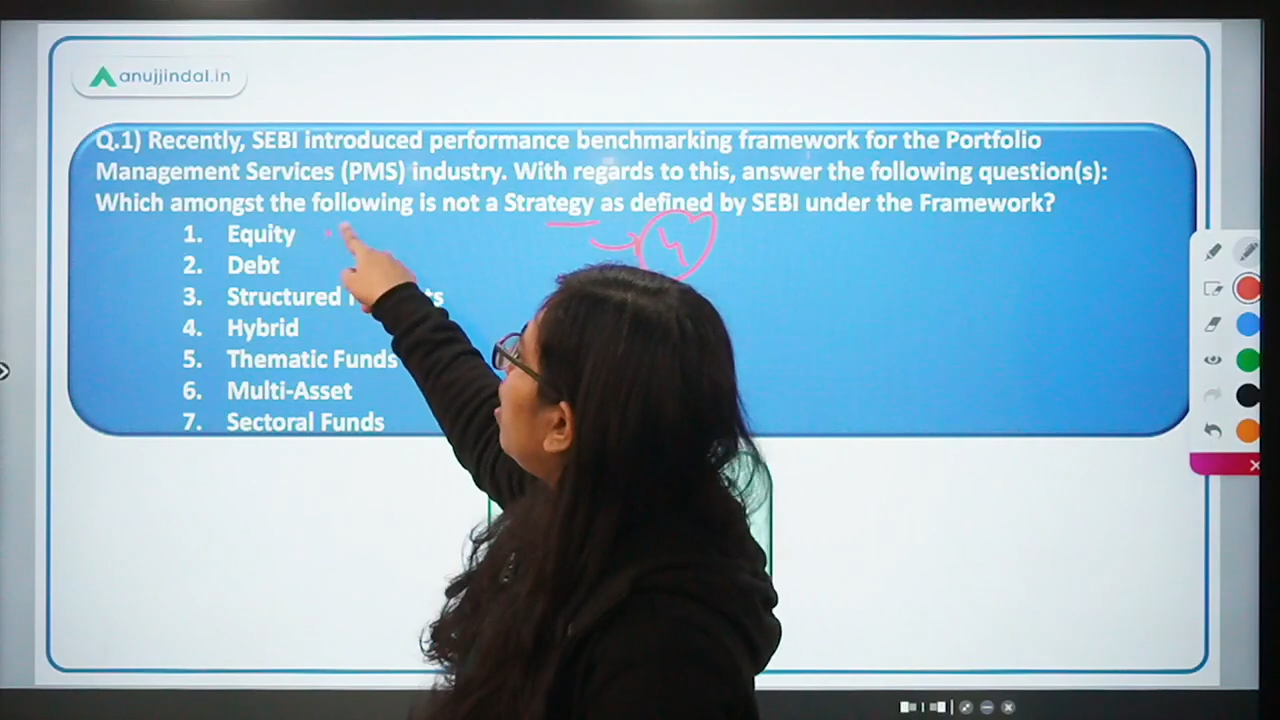 anujjindal.in
Q.1) Recently, SEBI introduced performance benchmarking framework for the Portfolio
Management Services (PMS) industry. With regards to this, answer the following question(s):
Which amongst the following is not a Strategy as defined by SEBI under the Framework?
4
1. Equity
2. Debt
3. Structured
4. Hybrid
5. Thematic Funds
6. Multi-Asset
7. Sectoral Funds